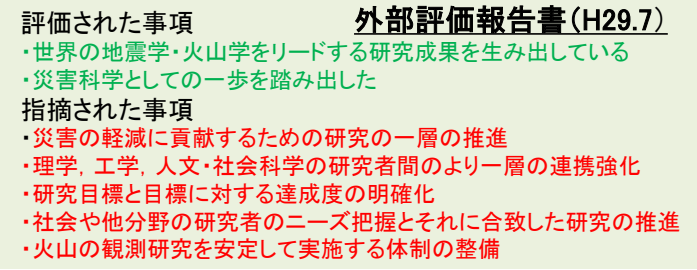 評価された事項 外部評価報告書(H29.7)
・世界の地震学・火山学をリードする研究成果を生み出している
・災害科学としての一歩を踏み出した
指摘された事項
・災害の軽減に貢献するための研究の一層の推進
・理学,工学,人文・社会科学の研究者間のより一層の連携強化
・研究目標と目標に対する達成度の明確化
・社会や他分野の研究者のニーズ把握とそれに合致した研究の推進
・火山の観測研究を安定して実施する体制の整備